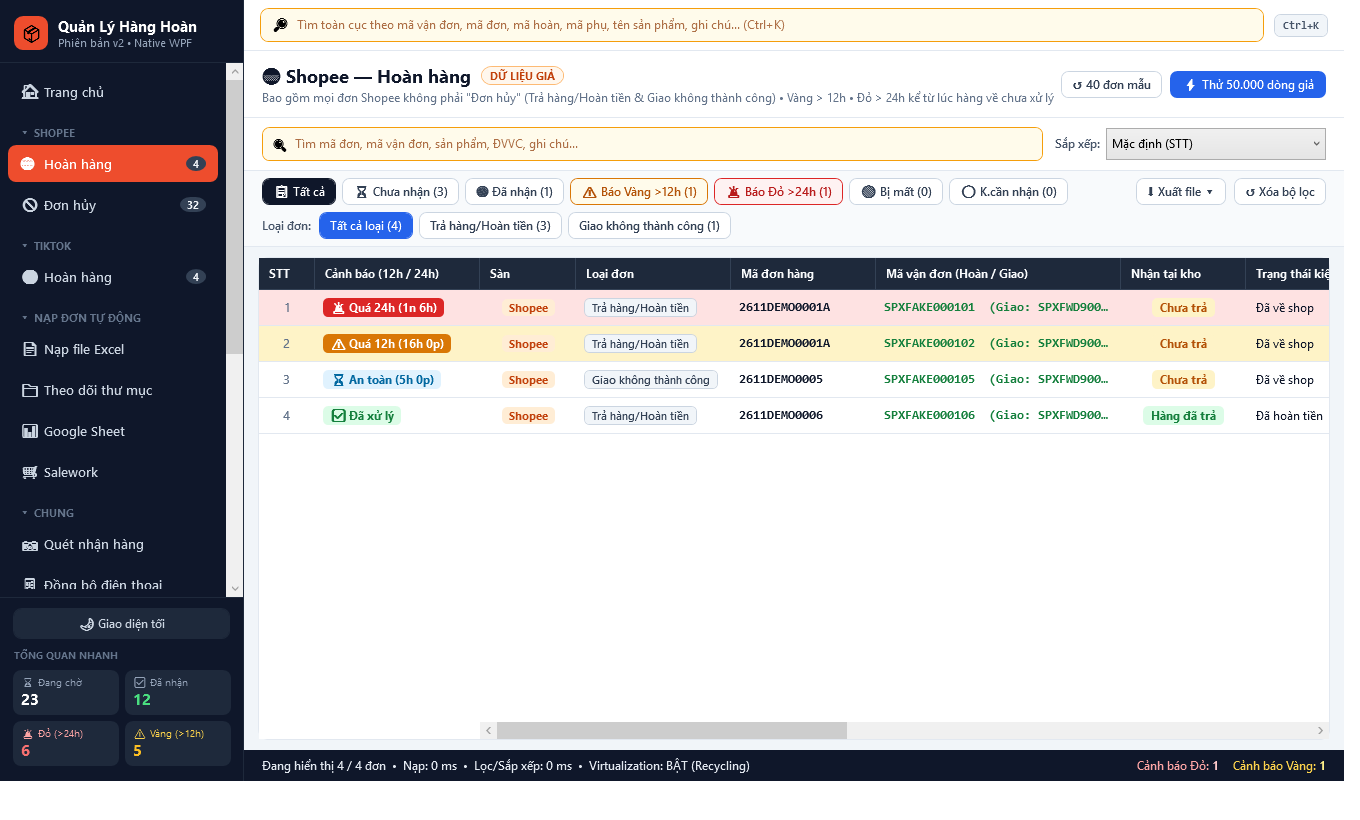 Quản Lý Hàng Hoàn
Phiên bản v2 • Native WPF
Trang chủ
SHOPEE
Hoàn hàng 4
Đơn hủy 32
TIKTOK
Hoàn hàng 4
NẠP ĐƠN TỰ ĐỘNG
Nạp file Excel
Theo dõi thư mục
Google Sheet
Salework
CHUNG
Quét nhận hàng
Đồng bộ điện thoại
Giao diện tối
TỔNG QUAN NHANH
Đang chờ
23
Đã nhận
12
Đỏ (>24h)
6
Vàng (>12h)
5
Tìm toàn cục theo mã vận đơn, mã đơn, mã hoàn, mã phụ, tên sản phẩm, ghi chú... (Ctrl+K)
Ctrl+K
Shopee — Hoàn hàng DỮ LIỆU GIẢ
Bao gồm mọi đơn Shopee không phải "Đơn hủy" (Trả hàng/Hoàn tiền & Giao không thành công) • Vàng > 12h • Đỏ > 24h kể từ lúc hàng về chưa xử lý
↺ 40 đơn mẫu
Thử 50.000 dòng giả
Tìm mã đơn, mã vận đơn, sản phẩm, ĐVVC, ghi chú...
Sắp xếp: Mặc định (STT)
Tất cả Chưa nhận (3) Đã nhận (1) Báo Vàng >12h (1) Báo Đỏ >24h (1) Bị mất (0) K.cần nhận (0) ⬇ Xuất file ▾ ↺ Xóa bộ lọc
Loại đơn: Tất cả loại (4) Trả hàng/Hoàn tiền (3) Giao không thành công (1)
STT Cảnh báo (12h / 24h) Sàn Loại đơn Mã đơn hàng Mã vận đơn (Hoàn / Giao) Nhận tại kho Trạng thái kiệ
1 Quá 24h (1n 6h) Shopee Trả hàng/Hoàn tiền 2611DEMO0001A SPXFAKE000101 (Giao: SPXFWD900… Chưa trả Đã về shop
2 Quá 12h (16h 0p) Shopee Trả hàng/Hoàn tiền 2611DEMO0001A SPXFAKE000102 (Giao: SPXFWD900… Chưa trả Đã về shop
3 An toàn (5h 0p) Shopee Giao không thành công 2611DEMO0005 SPXFAKE000105 (Giao: SPXFWD900… Chưa trả Đã về shop
4 Đã xử lý Shopee Trả hàng/Hoàn tiền 2611DEMO0006 SPXFAKE000106 (Giao: SPXFWD900… Hàng đã trả Đã hoàn tiền
Đang hiển thị 4 / 4 đơn • Nạp: 0 ms • Lọc/Sắp xếp: 0 ms • Virtualization: BẬT (Recycling)
Cảnh báo Đỏ: 1 Cảnh báo Vàng: 1